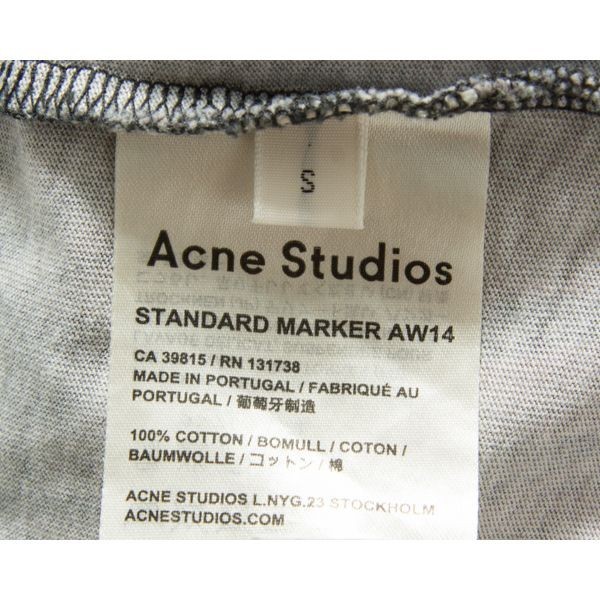 S
Acne Studios
STANDARD MARKER AW14
CA 39815 / RN 131738
MADE IN PORTUGAL / FABRIQUÉ AU
PORTUGAL / 葡萄牙制造
100% COTTON / BOMULL / COTON /
BAUMWOLLE / コットン / 棉
ACNE STUDIOS L.NYG.23 STOCKHOLM
ACNESTUDIOS.COM